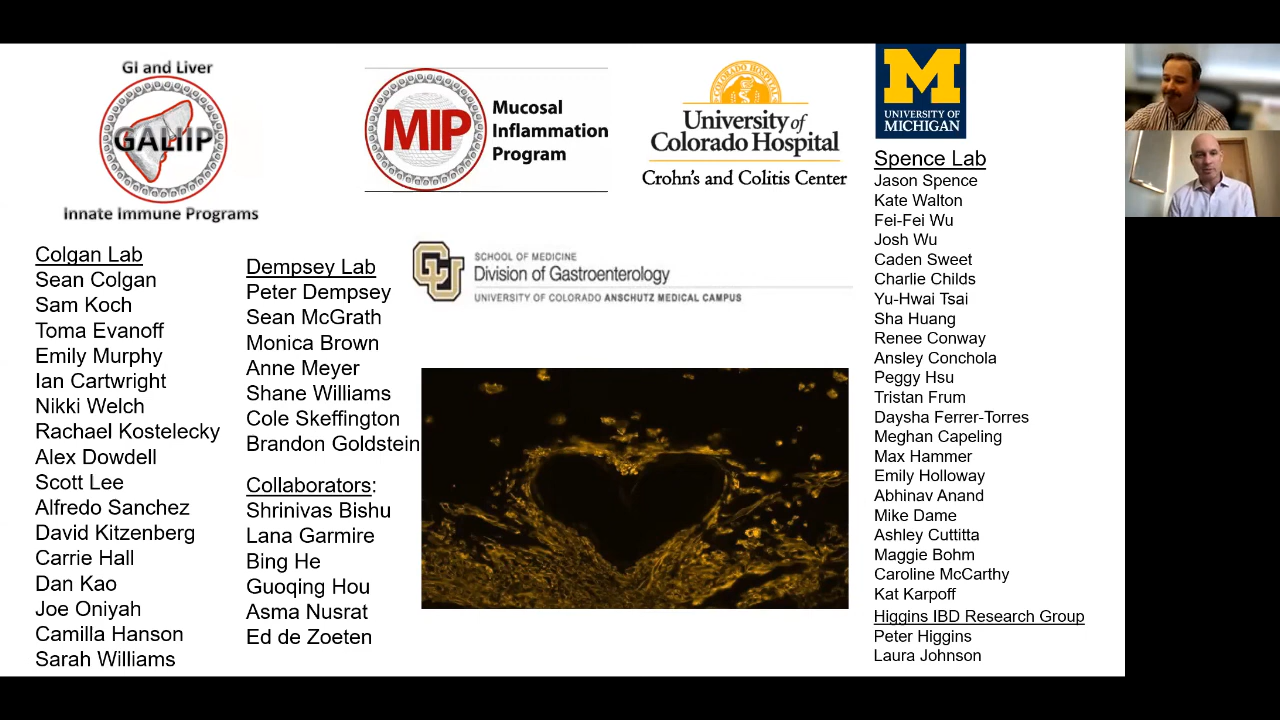 GI and Liver
GALIIP
Innate Immune Programs
MIP
Mucosal
Inflammation
Program
University of
Colorado Hospital
Crohn's and Colitis Center
M
UNIVERSITY OF
MICHIGAN
Colgan Lab
Sean Colgan
Sam Koch
Toma Evanoff
Emily Murphy
Ian Cartwright
Nikki Welch
Rachael Kostelecky
Alex Dowdell
Scott Lee
Alfredo Sanchez
David Kitzenberg
Carrie Hall
Dan Kao
Joe Oniyah
Camilla Hanson
Sarah Williams
Dempsey Lab
Peter Dempsey
Sean McGrath
Monica Brown
Anne Meyer
Shane Williams
Cole Skeffington
Brandon Goldstein
Collaborators:
Shrinivas Bishu
Lana Garmire
Bing He
Guoqing Hou
Asma Nusrat
Ed de Zoeten
CU
SCHOOL OF MEDICINE
Division of Gastroenterology
UNIVERSITY OF COLORADO ANSCHUTZ MEDICAL CAMPUS
Spence Lab
Jason Spence
Kate Walton
Fei-Fei Wu
Josh Wu
Caden Sweet
Charlie Childs
Yu-Hwai Tsai
Sha Huang
Renee Conway
Ansley Conchola
Peggy Hsu
Tristan Frum
Daysha Ferrer-Torres
Meghan Capeling
Max Hammer
Emily Holloway
Abhinav Anand
Mike Dame
Ashley Cuttitta
Maggie Bohm
Caroline McCarthy
Kat Karpoff
Higgins IBD Research Group
Peter Higgins
Laura Johnson